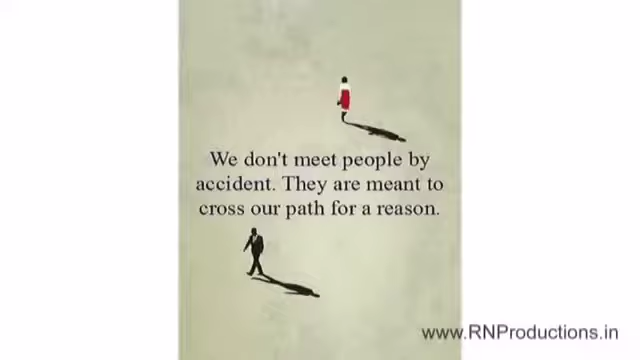 We don't meet people by
accident. They are meant to
cross our path for a reason.
www.RNProductions.in